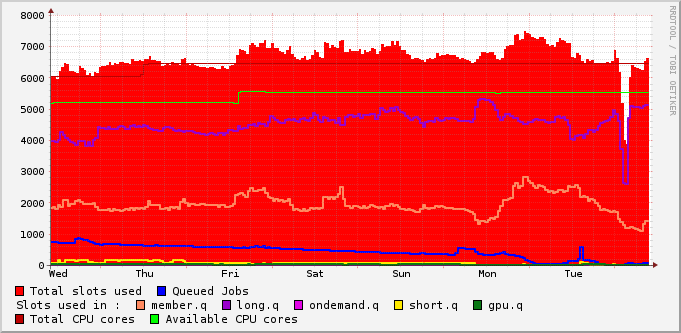 8000
7000
6000
5000
4000
3000
2000
1000
0
Wed Thu Fri Sat Sun Mon Tue
RRDTOOL / TOBI OETIKER
Total slots used Queued Jobs
Slots used in : member.q long.q ondemand.q short.q gpu.q
Total CPU cores Available CPU cores